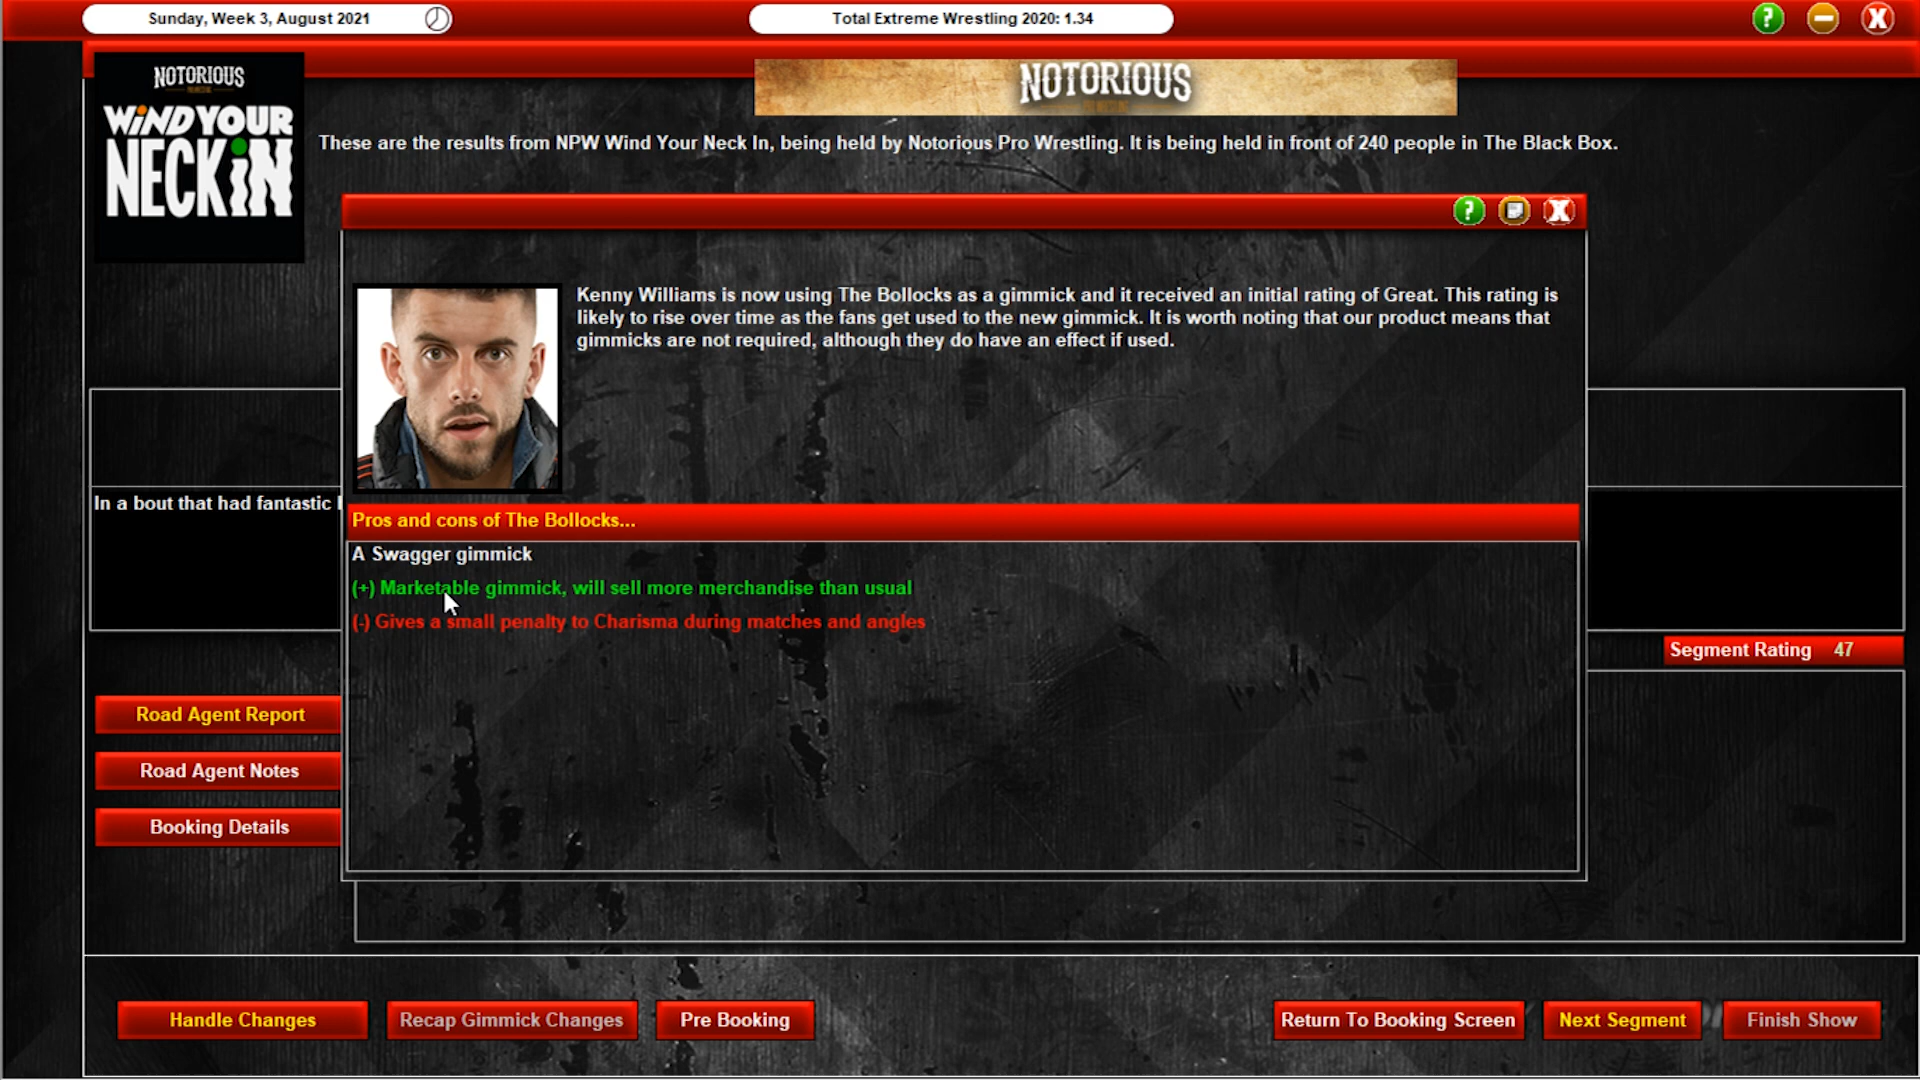 Sunday, Week 3, August 2021
Total Extreme Wrestling 2020: 1.34
NOTORIOUS
WIND YOUR
NECK IN
NOTORIOUS
These are the results from NPW Wind Your Neck In, being held by Notorious Pro Wrestling. It is being held in front of 240 people in The Black Box.
Kenny Williams is now using The Bollocks as a gimmick and it received an initial rating of Great. This rating is
likely to rise over time as the fans get used to the new gimmick. It is worth noting that our product means that
gimmicks are not required, although they do have an effect if used.
In a bout that had fantastic
Pros and cons of The Bollocks...
A Swagger gimmick
(+) Marketable gimmick, will sell more merchandise than usual
(-) Gives a small penalty to Charisma during matches and angles
Segment Rating 47
Road Agent Report
Road Agent Notes
Booking Details
Handle Changes
Recap Gimmick Changes
Pre Booking
Return To Booking Screen
Next Segment
Finish Show